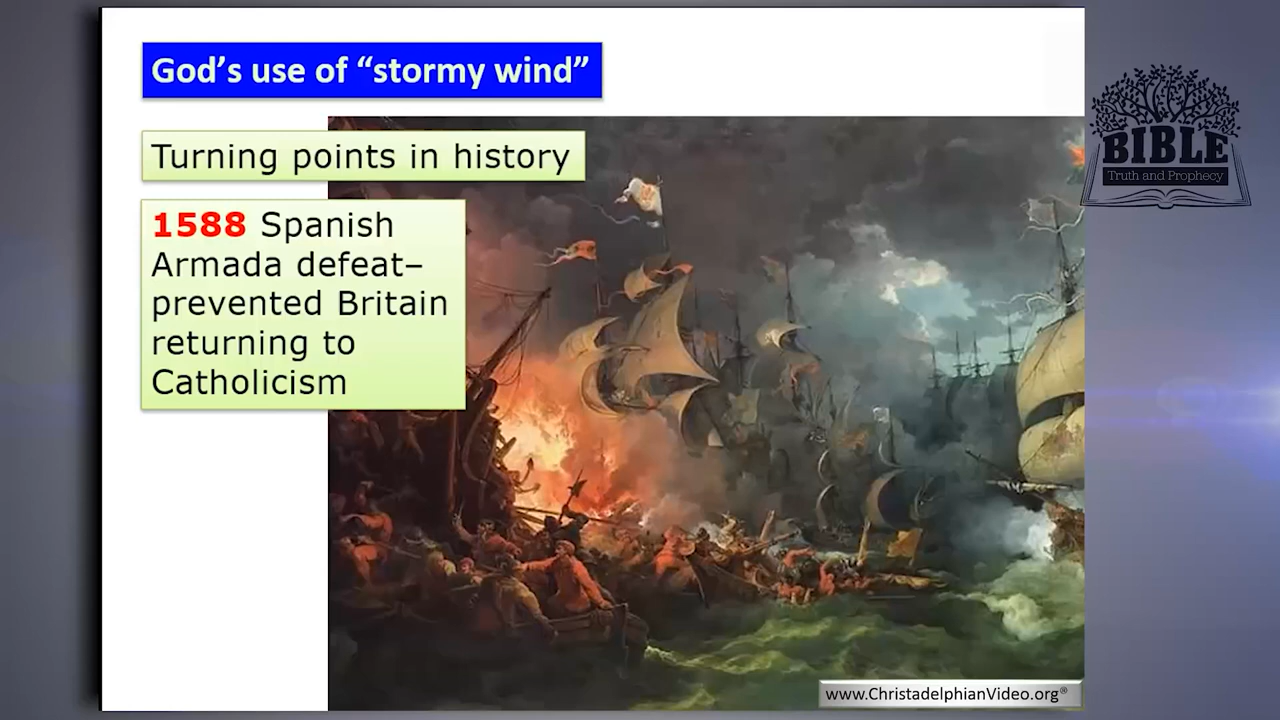 God's use of “stormy wind”
Turning points in history
1588 Spanish
Armada defeat–
prevented Britain
returning to
Catholicism
BIBLE
Truth and Prophecy
www.ChristadelphianVideo.org®